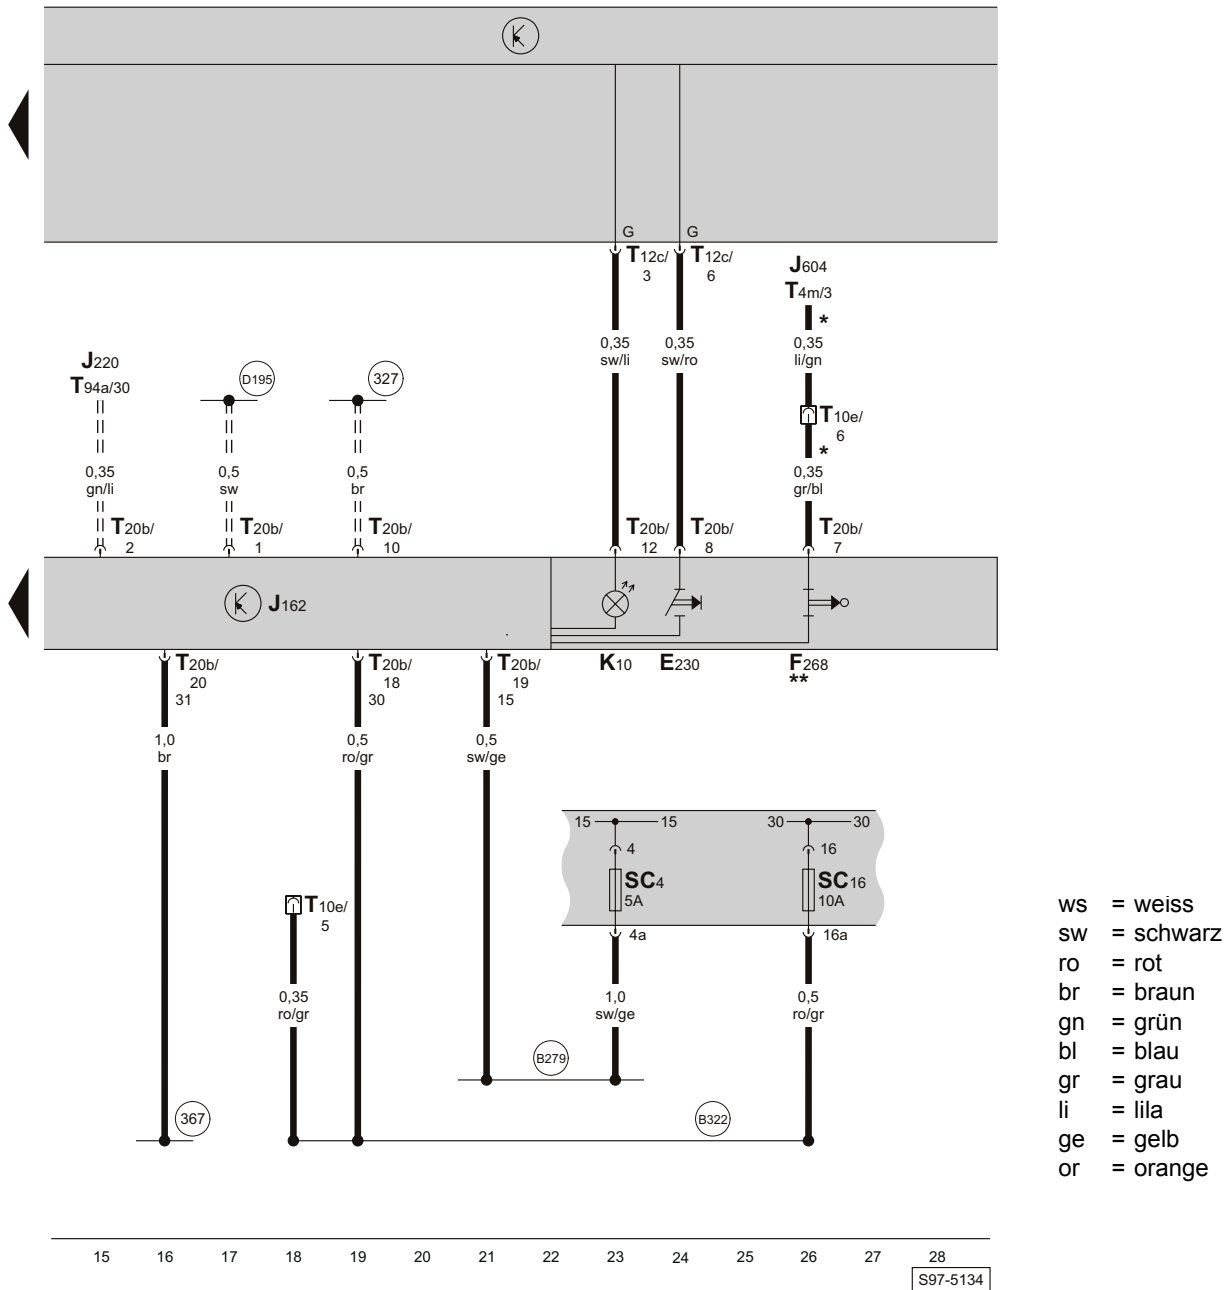 G G
T12c/ T12c/
3 6
J604
T4m/3
*
0,35 0,35 0,35
sw/li sw/ro li/gn
J220
T94a/30
D195
327
T10e/
6
*
0,35 0,5 0,5 0,35
gn/li sw br gr/bl
T20b/ T20b/ T20b/ T20b/ T20b/ T20b/
2 1 10 12 8 7
J162
T20b/ T20b/ T20b/ K10 E230 F268
20 18 19 **
31 30 15
1,0 0,5 0,5
br ro/gr sw/ge
15 15 30 30
4 16
SC4 SC16
5A 10A
T10e/
5
4a 16a
0,35 1,0 0,5
ro/gr sw/ge ro/gr
B279
367 B322
ws = weiss
sw = schwarz
ro = rot
br = braun
gn = grün
bl = blau
gr = grau
li = lila
ge = gelb
or = orange
15 16 17 18 19 20 21 22 23 24 25 26 27 28
S97-5134